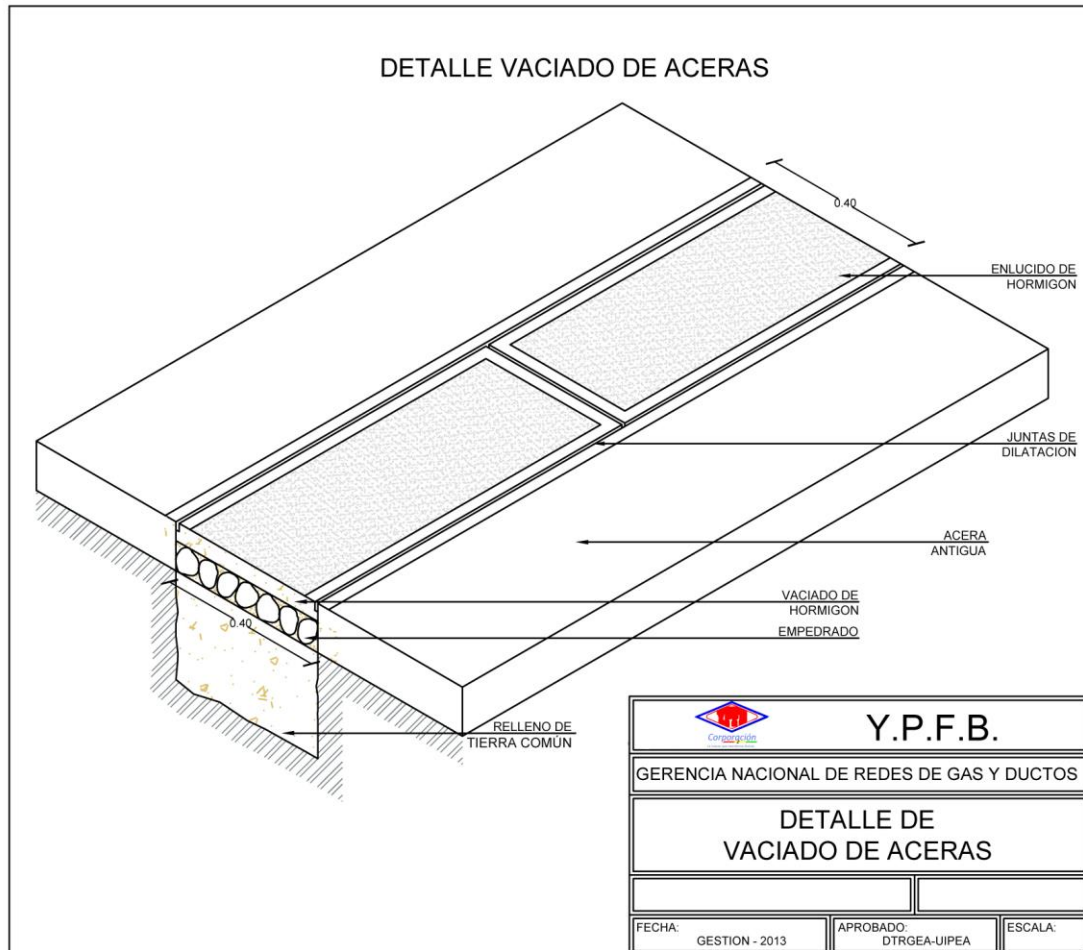 DETALLE VACIADO DE ACERAS
0.40
ENLUCIDO DE
HORMIGON
JUNTAS DE
DILATACION
ACERA
ANTIGUA
VACIADO DE
HORMIGON
EMPEDRADO
0.40
RELLENO DE
TIERRA COMÚN
Corporación
Y.P.F.B.
GERENCIA NACIONAL DE REDES DE GAS Y DUCTOS
DETALLE DE
VACIADO DE ACERAS
FECHA:
GESTION - 2013
APROBADO:
DTRGEA-UIPEA
ESCALA: